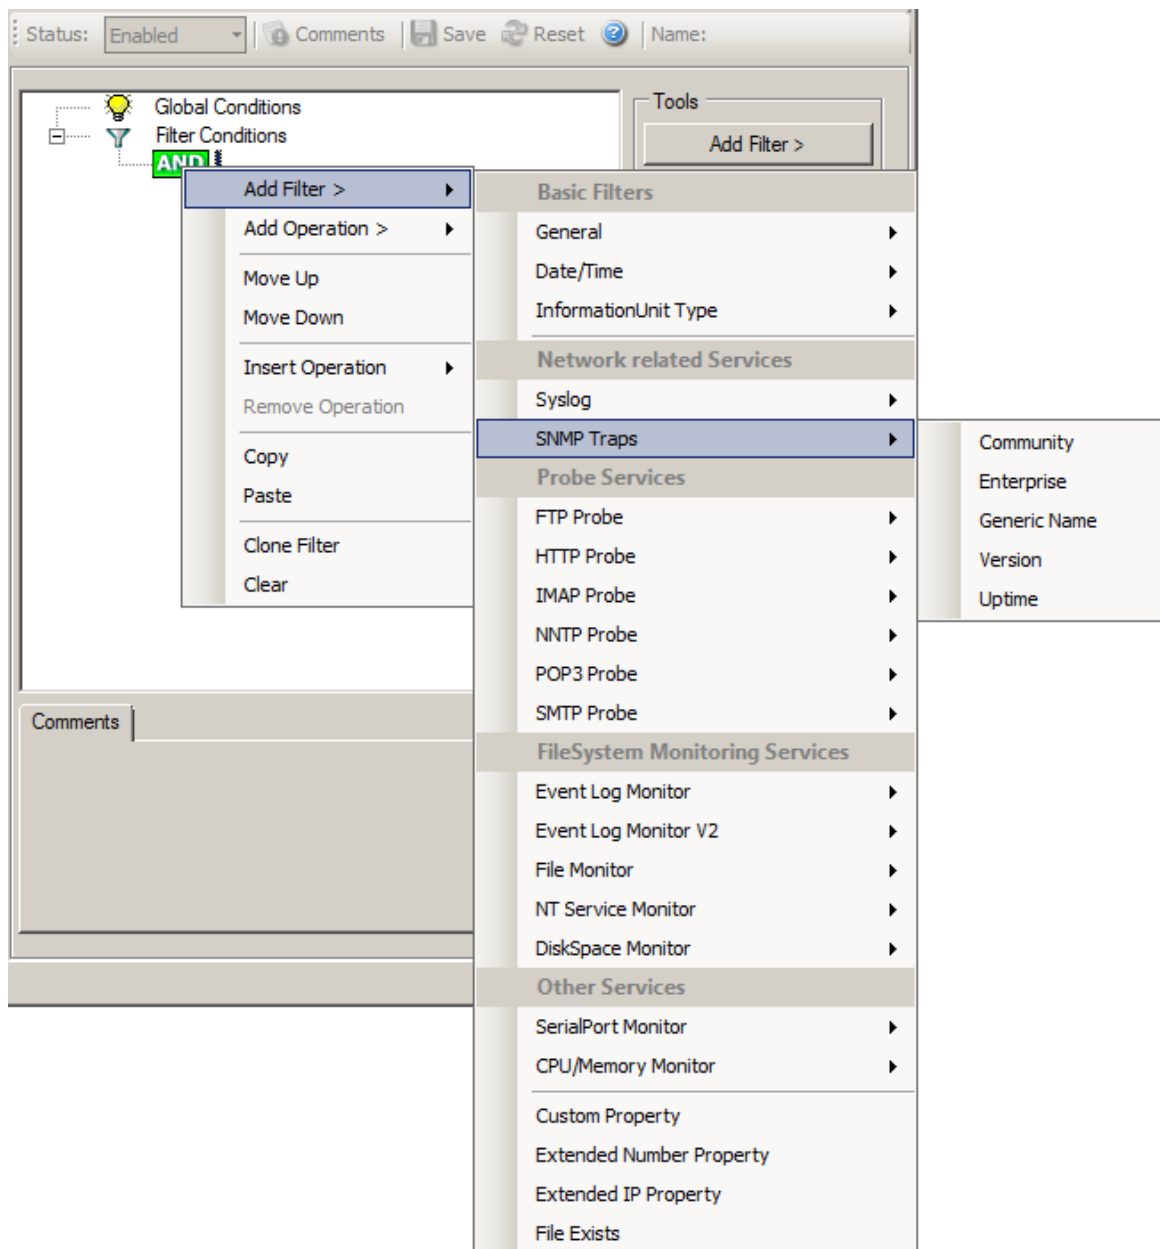 Status: Enabled Comments Save Reset Name:
Global Conditions
Filter Conditions
AND
Tools
Add Filter >
Add Filter >
Add Operation >
Move Up
Move Down
Insert Operation
Remove Operation
Copy
Paste
Clone Filter
Clear
Basic Filters
General
Date/Time
InformationUnit Type
Network related Services
Syslog
SNMP Traps
Probe Services
FTP Probe
HTTP Probe
IMAP Probe
NNTP Probe
POP3 Probe
SMTP Probe
FileSystem Monitoring Services
Event Log Monitor
Event Log Monitor V2
File Monitor
NT Service Monitor
DiskSpace Monitor
Other Services
SerialPort Monitor
CPU/Memory Monitor
Custom Property
Extended Number Property
Extended IP Property
File Exists
Community
Enterprise
Generic Name
Version
Uptime
Comments